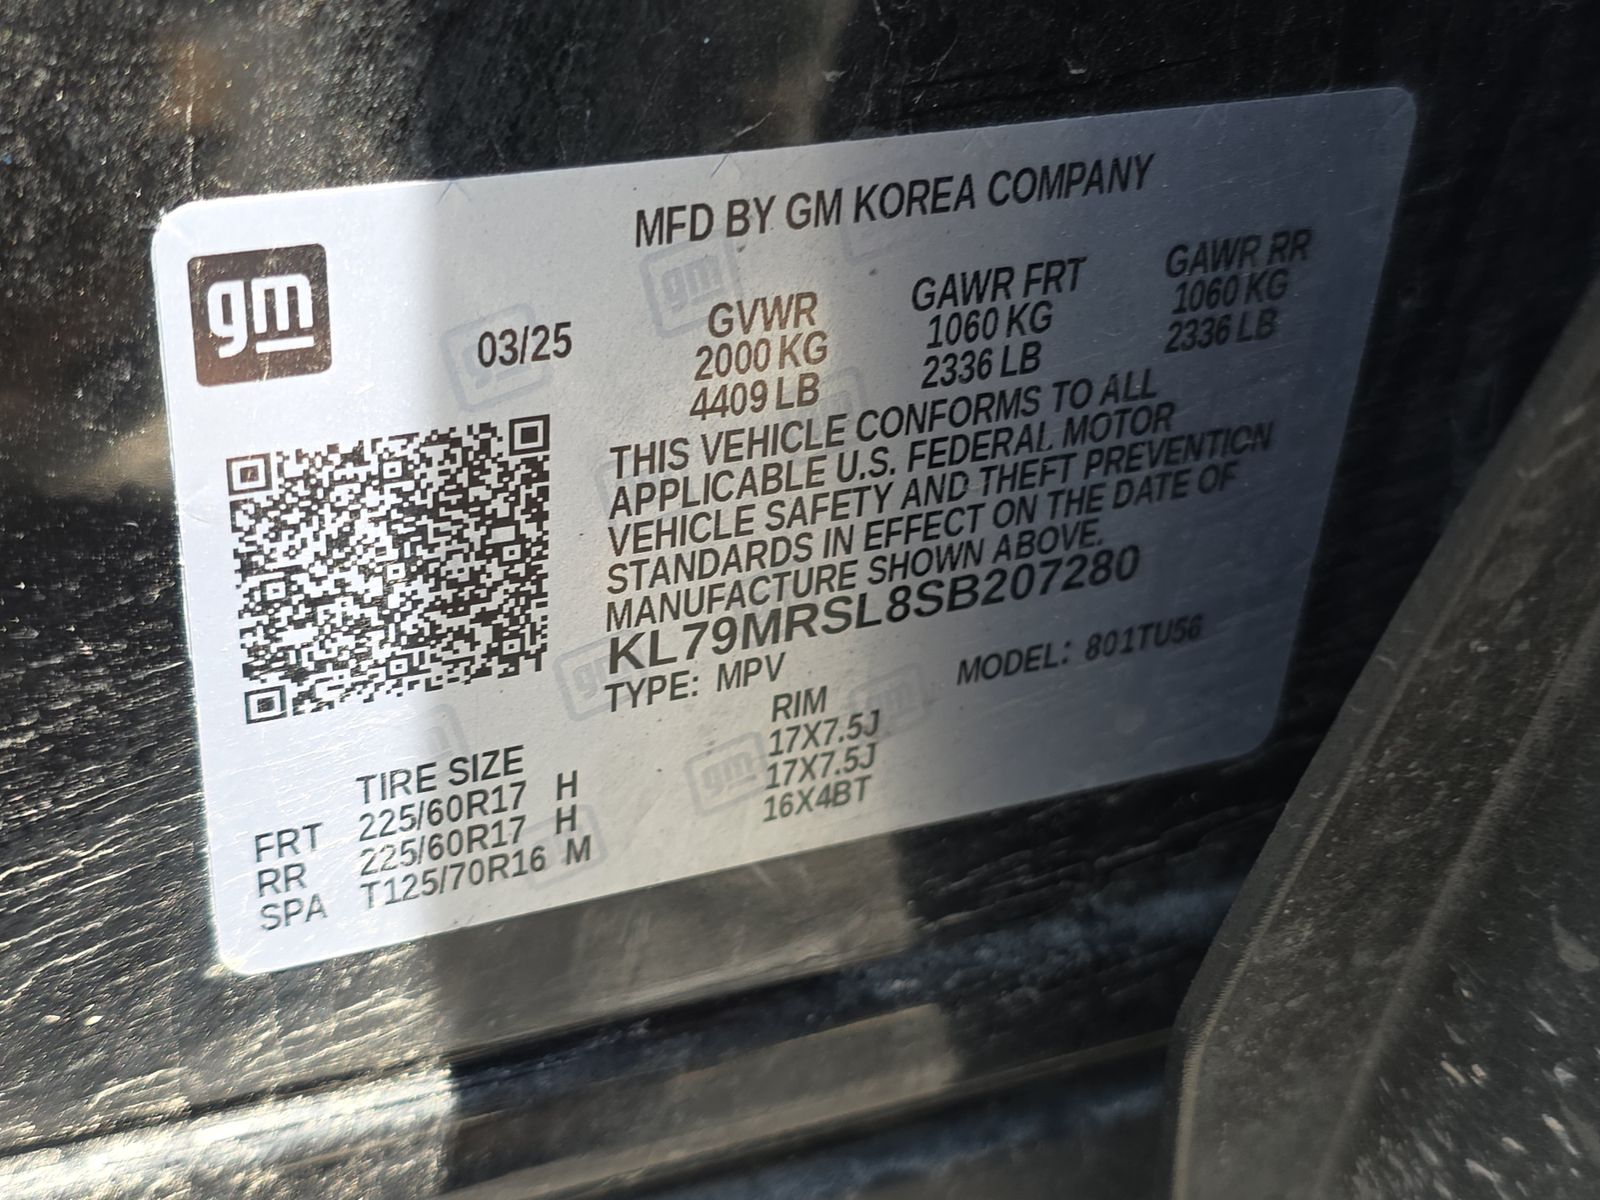 gm
MFD BY GM KOREA COMPANY
03/25
GVWR GAWR FRT GAWR RR
2000 KG 1060 KG 1060 KG
4409 LB 2336 LB 2336 LB
THIS VEHICLE CONFORMS TO ALL
APPLICABLE U.S. FEDERAL MOTOR
VEHICLE SAFETY AND THEFT PREVENTION
STANDARDS IN EFFECT ON THE DATE OF
MANUFACTURE SHOWN ABOVE.
KL79MRSL8SB207280
TYPE: MPV MODEL: 801TU56
TIRE SIZE RIM
FRT 225/60R17 H 17X7.5J
RR 225/60R17 H 17X7.5J
SPA T125/70R16 M 16X4BT